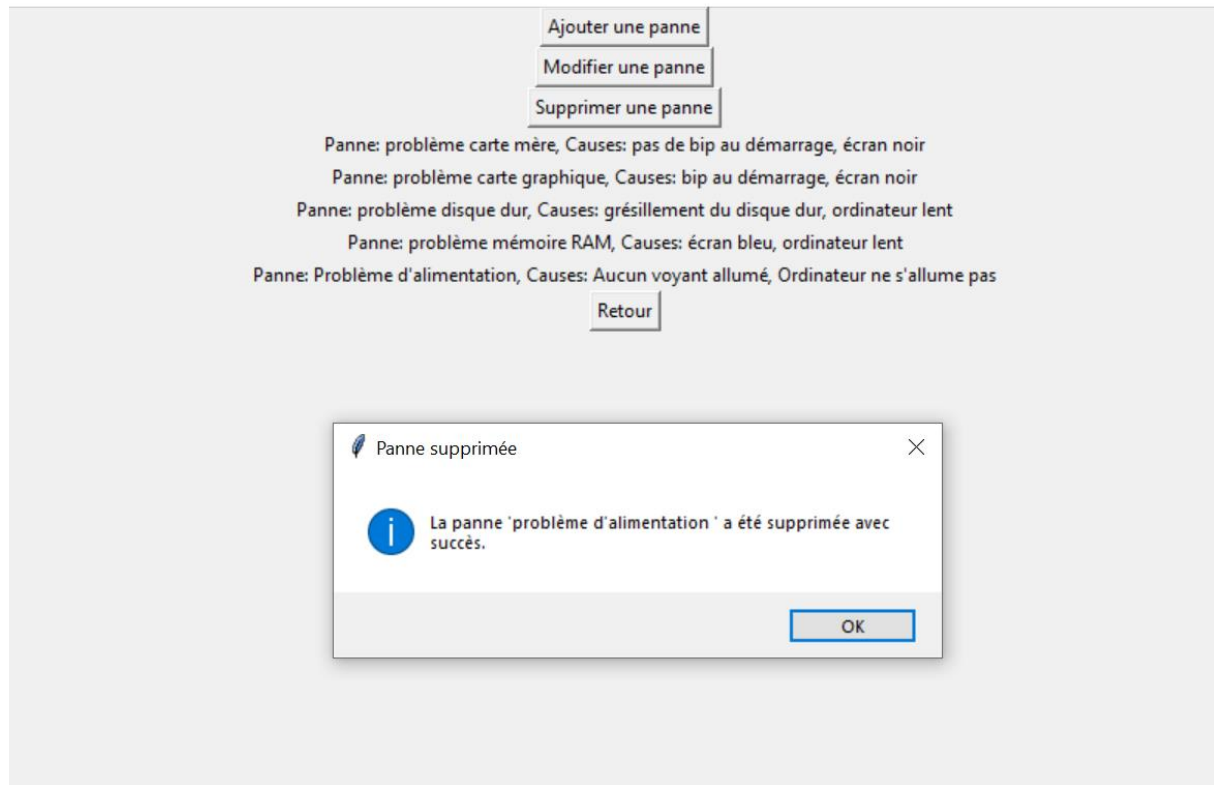 Ajouter une panne
Modifier une panne
Supprimer une panne
Panne: problème carte mère, Causes: pas de bip au démarrage, écran noir
Panne: problème carte graphique, Causes: bip au démarrage, écran noir
Panne: problème disque dur, Causes: grésillement du disque dur, ordinateur lent
Panne: problème mémoire RAM, Causes: écran bleu, ordinateur lent
Panne: Problème d'alimentation, Causes: Aucun voyant allumé, Ordinateur ne s'allume pas
Retour
Panne supprimée
La panne 'problème d'alimentation ' a été supprimée avec
succès.
OK